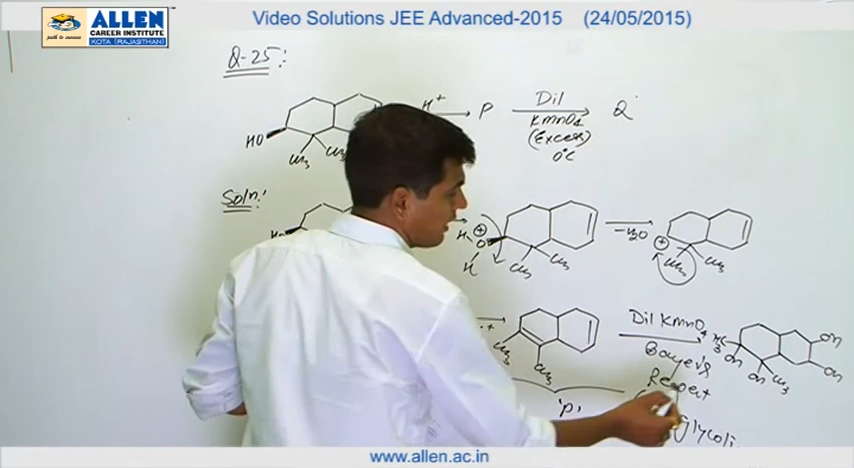 ALLEN
CAREER INSTITUTE
KOTA (RAJASTHAN)
path to success
Video Solutions JEE Advanced-2015 (24/05/2015)
Q-25:
HO
CH3
CH3
H+
P
Dil
KMnO4
(Excess)
0°C
Q
Soln:
H
O
H
CH3
CH3
-H2O
CH3
CH3
CH3
CH3
'P'
Dil KMnO4
Bayer's
Reagent
H3C
OH
OH
CH3
OH
OH
www.allen.ac.in